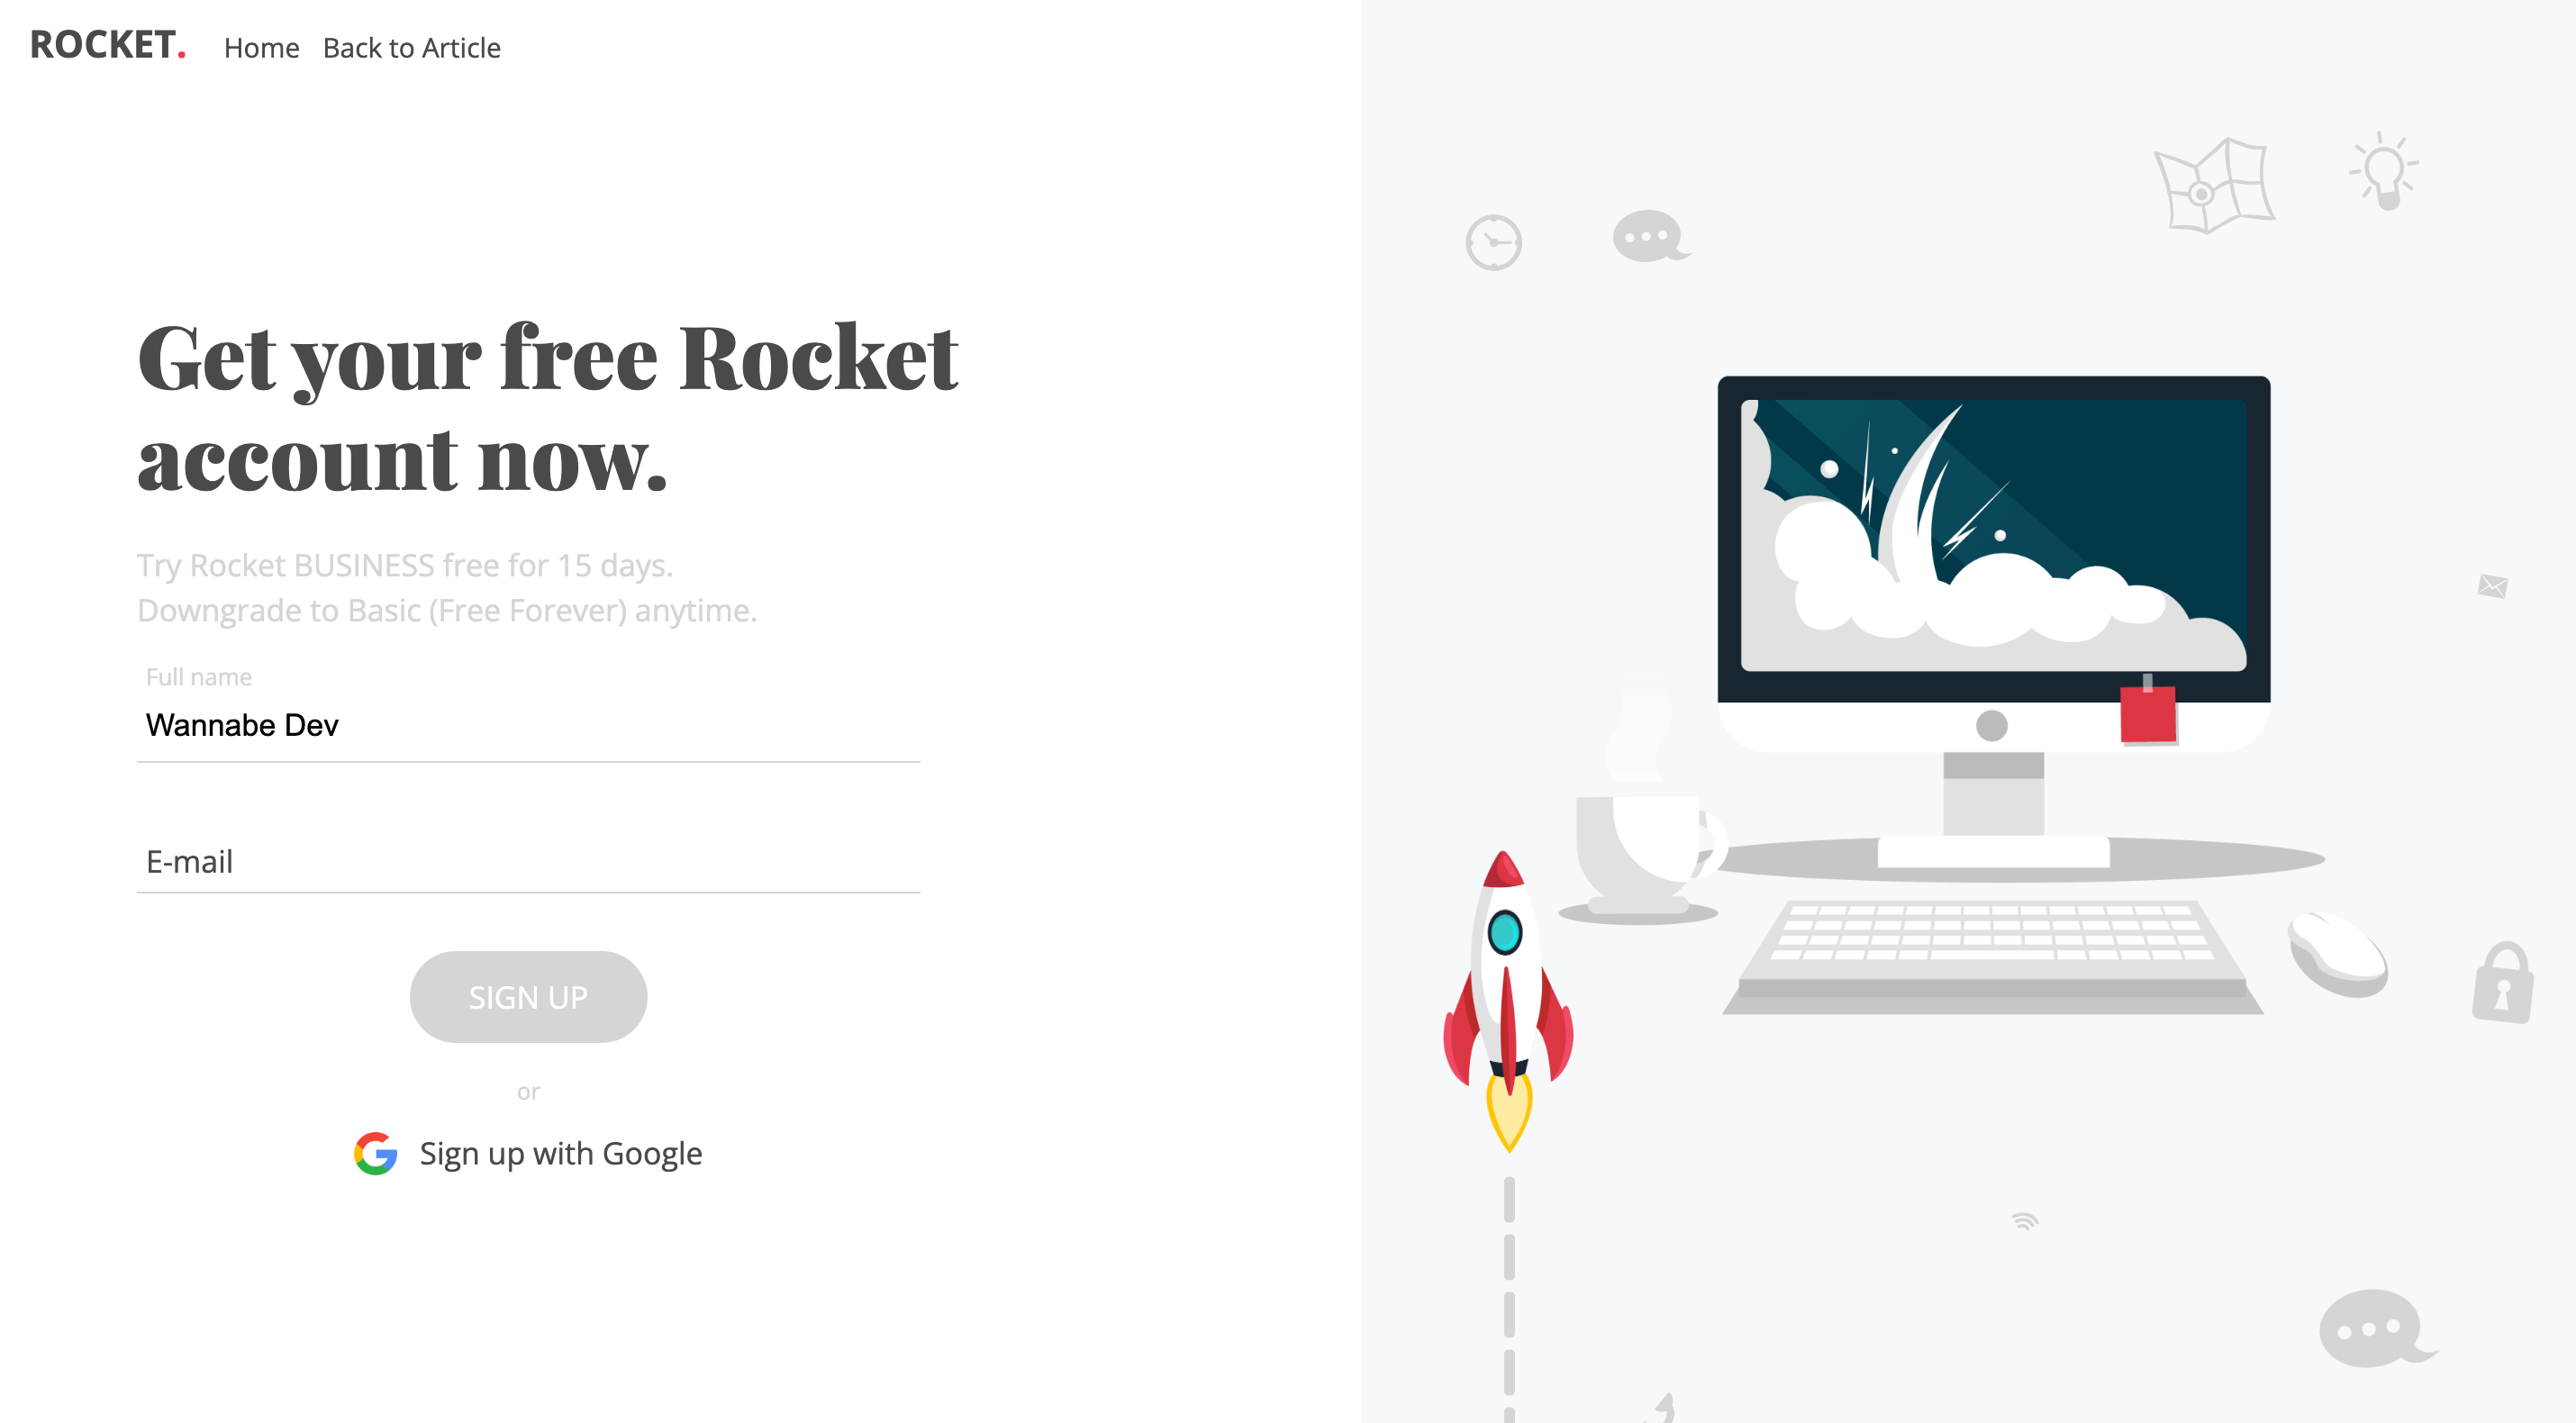 ROCKET.
Home
Back to Article
Get your free Rocket
account now.
Try Rocket BUSINESS free for 15 days.
Downgrade to Basic (Free Forever) anytime.
Full name
Wannabe Dev
E-mail
SIGN UP
or
Sign up with Google